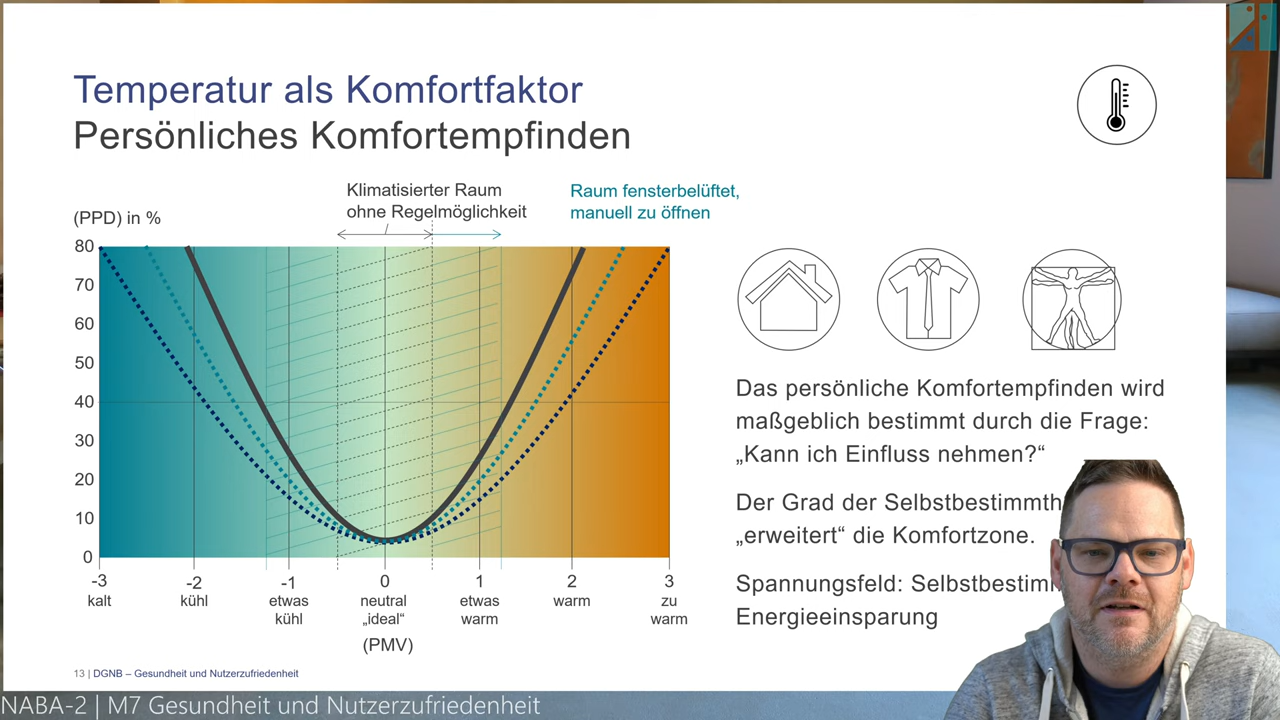 Temperatur als Komfortfaktor
Persönliches Komfortempfinden
Klimatisierter Raum
ohne Regelmöglichkeit
Raum fensterbelüftet,
manuell zu öffnen
(PPD) in %
80
70
60
50
40
30
20
10
0
-3
-2
-1
0
1
2
3
kalt
kühl
etwas
kühl
neutral
„ideal“
etwas
warm
warm
zu
warm
(PMV)
Das persönliche Komfortempfinden wird
maßgeblich bestimmt durch die Frage:
„Kann ich Einfluss nehmen?“
Der Grad der
„erweitert“ die Komfortzone.
Spannungsfeld:
Energieeinsparung
13 | DGNB – Gesundheit und Nutzerzufriedenheit
NABA-2 | M7 Gesundheit und Nutzerzufriedenheit